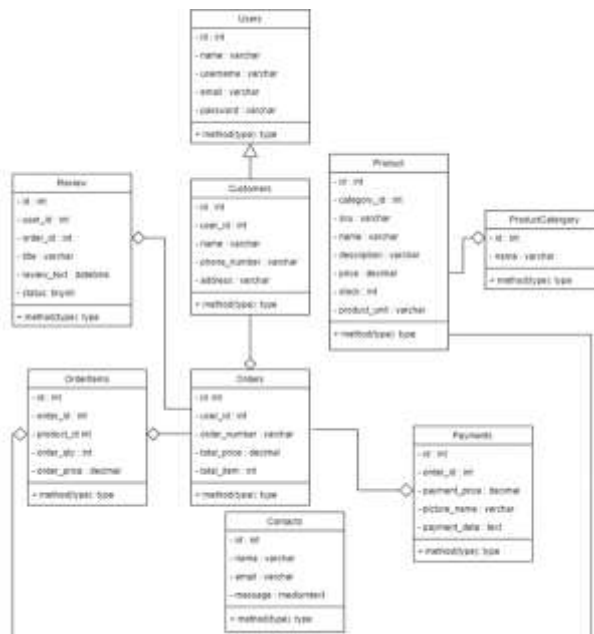 Users
- id : int
- name : varchar
- username : varchar
- email : varchar
- password : varchar
+ method(type) : type
Customers
- id : int
- user_id : int
- name : varchar
- phone_number : varchar
- address : varchar
+ method(type) : type
Product
- id : int
- category_id : int
- sku : varchar
- name : varchar
- description : varchar
- price : decimal
- stock : int
- product_unit : varchar
+ method(type) : type
ProductCategory
- id : int
- name : varchar
+ method(type) : type
Review
- id : int
- user_id : int
- order_id : int
- title : varchar
- review_text : datetime
- status : tinyint
+ method(type) : type
OrderItems
- id : int
- order_id : int
- product_id int
- order_qty : int
- order_price : decimal
+ method(type) : type
Orders
- id int
- user_id : int
- order_number : varchar
- total_price : decimal
- total_item : int
+ method(type) : type
Payments
- id : int
- order_id : int
- payment_price : decimal
- picture_name : varchar
- payment_data : text
+ method(type) : type
Contacts
- id : int
- name : varchar
- email : varchar
- message : mediumtext
+ method(type) : type